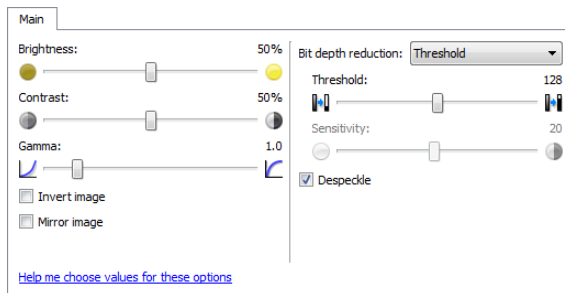 Main
Brightness: 50%
Contrast: 50%
Gamma: 1.0
Invert image
Mirror image
Help me choose values for these options
Bit depth reduction: Threshold
Threshold: 128
Sensitivity: 20
Despeckle